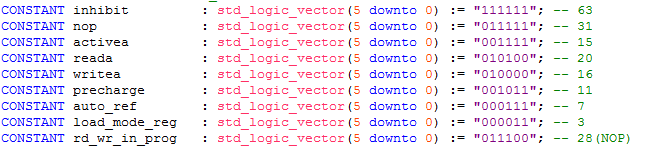 CONSTANT inhibit : std_logic_vector(5 downto 0) := "111111"; -- 63
CONSTANT nop : std_logic_vector(5 downto 0) := "011111"; -- 31
CONSTANT activea : std_logic_vector(5 downto 0) := "001111"; -- 15
CONSTANT reada : std_logic_vector(5 downto 0) := "010100"; -- 20
CONSTANT writea : std_logic_vector(5 downto 0) := "010000"; -- 16
CONSTANT precharge : std_logic_vector(5 downto 0) := "001011"; -- 11
CONSTANT auto_ref : std_logic_vector(5 downto 0) := "000111"; -- 7
CONSTANT load_mode_reg : std_logic_vector(5 downto 0) := "000011"; -- 3
CONSTANT rd_wr_in_prog : std_logic_vector(5 downto 0) := "011100"; -- 28(NOP)